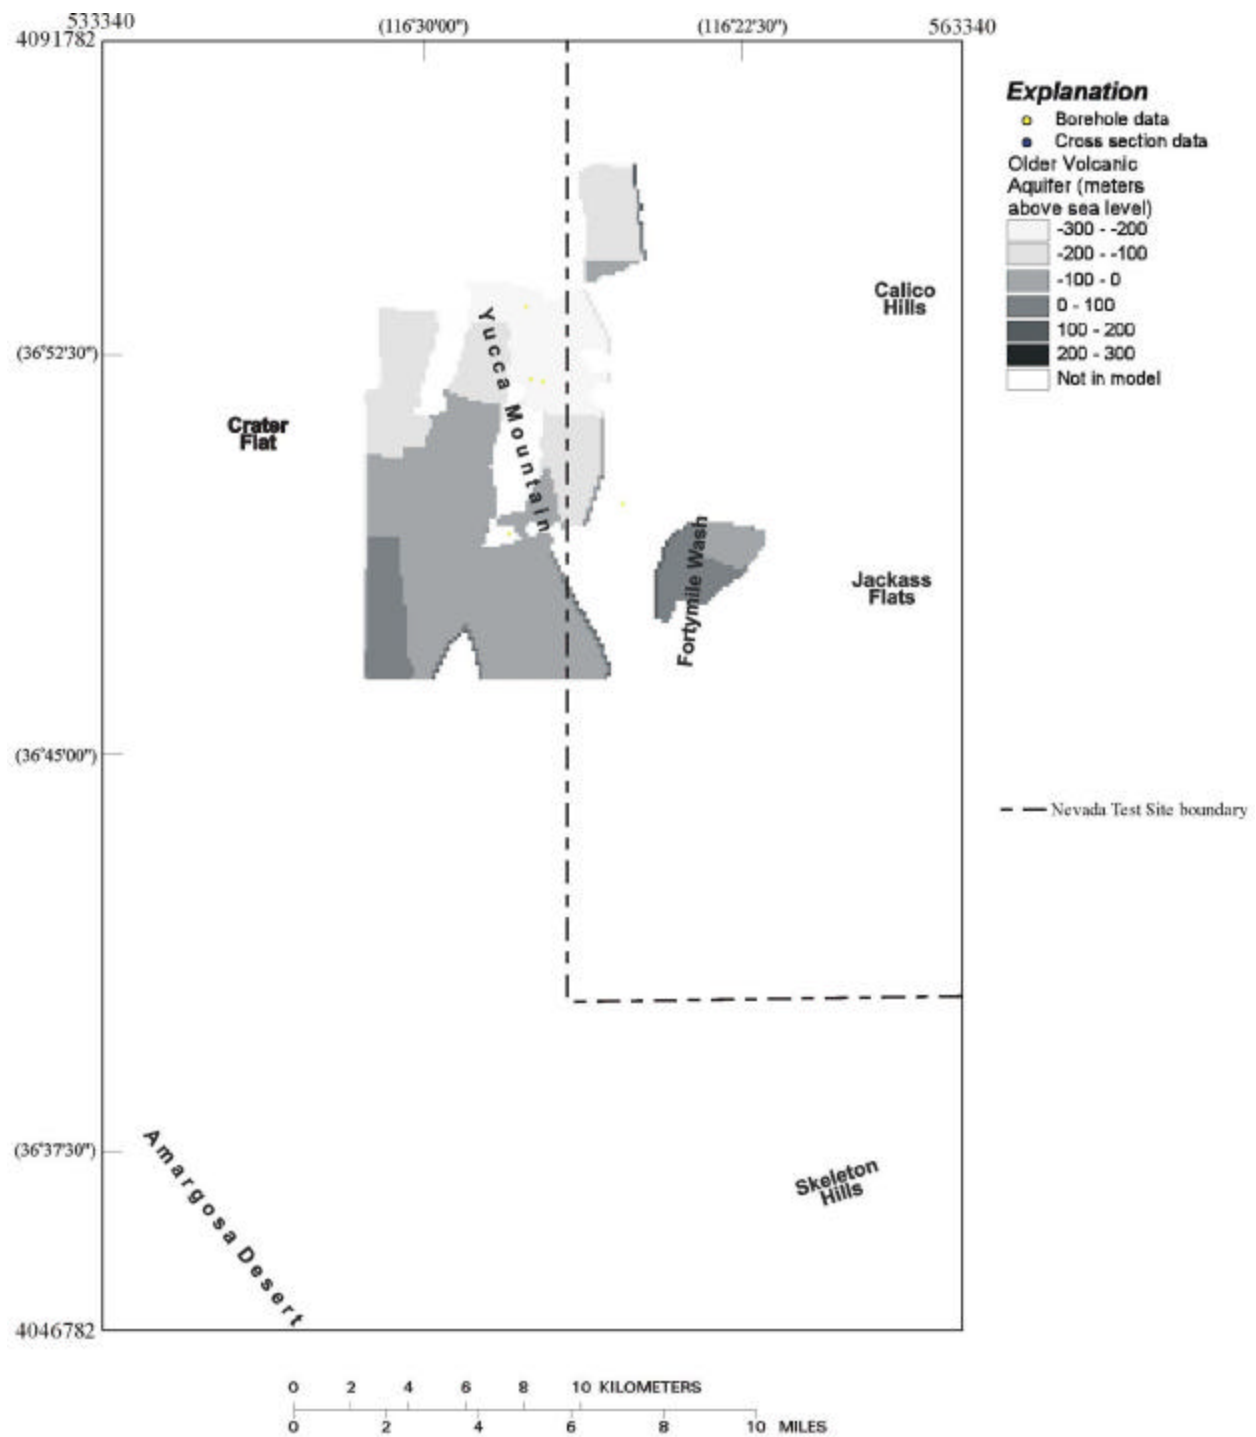 533340
(116°30'00")
(116°22'30")
563340
4091782
Explanation
Borehole data
Cross section data
Older Volcanic
Aquifer (meters
above sea level)
-300 - -200
-200 - -100
-100 - 0
0 - 100
100 - 200
200 - 300
Not in model
Calico
Hills
Yucca Mountain
(36°52'30")
Crater
Flat
Fortymile Wash
Jackass
Flats
(36°45'00")
Nevada Test Site boundary
(36°37'30")
Amargosa Desert
Skeleton
Hills
4046782
0 2 4 6 8 10 KILOMETERS
0 2 4 6 8 10 MILES